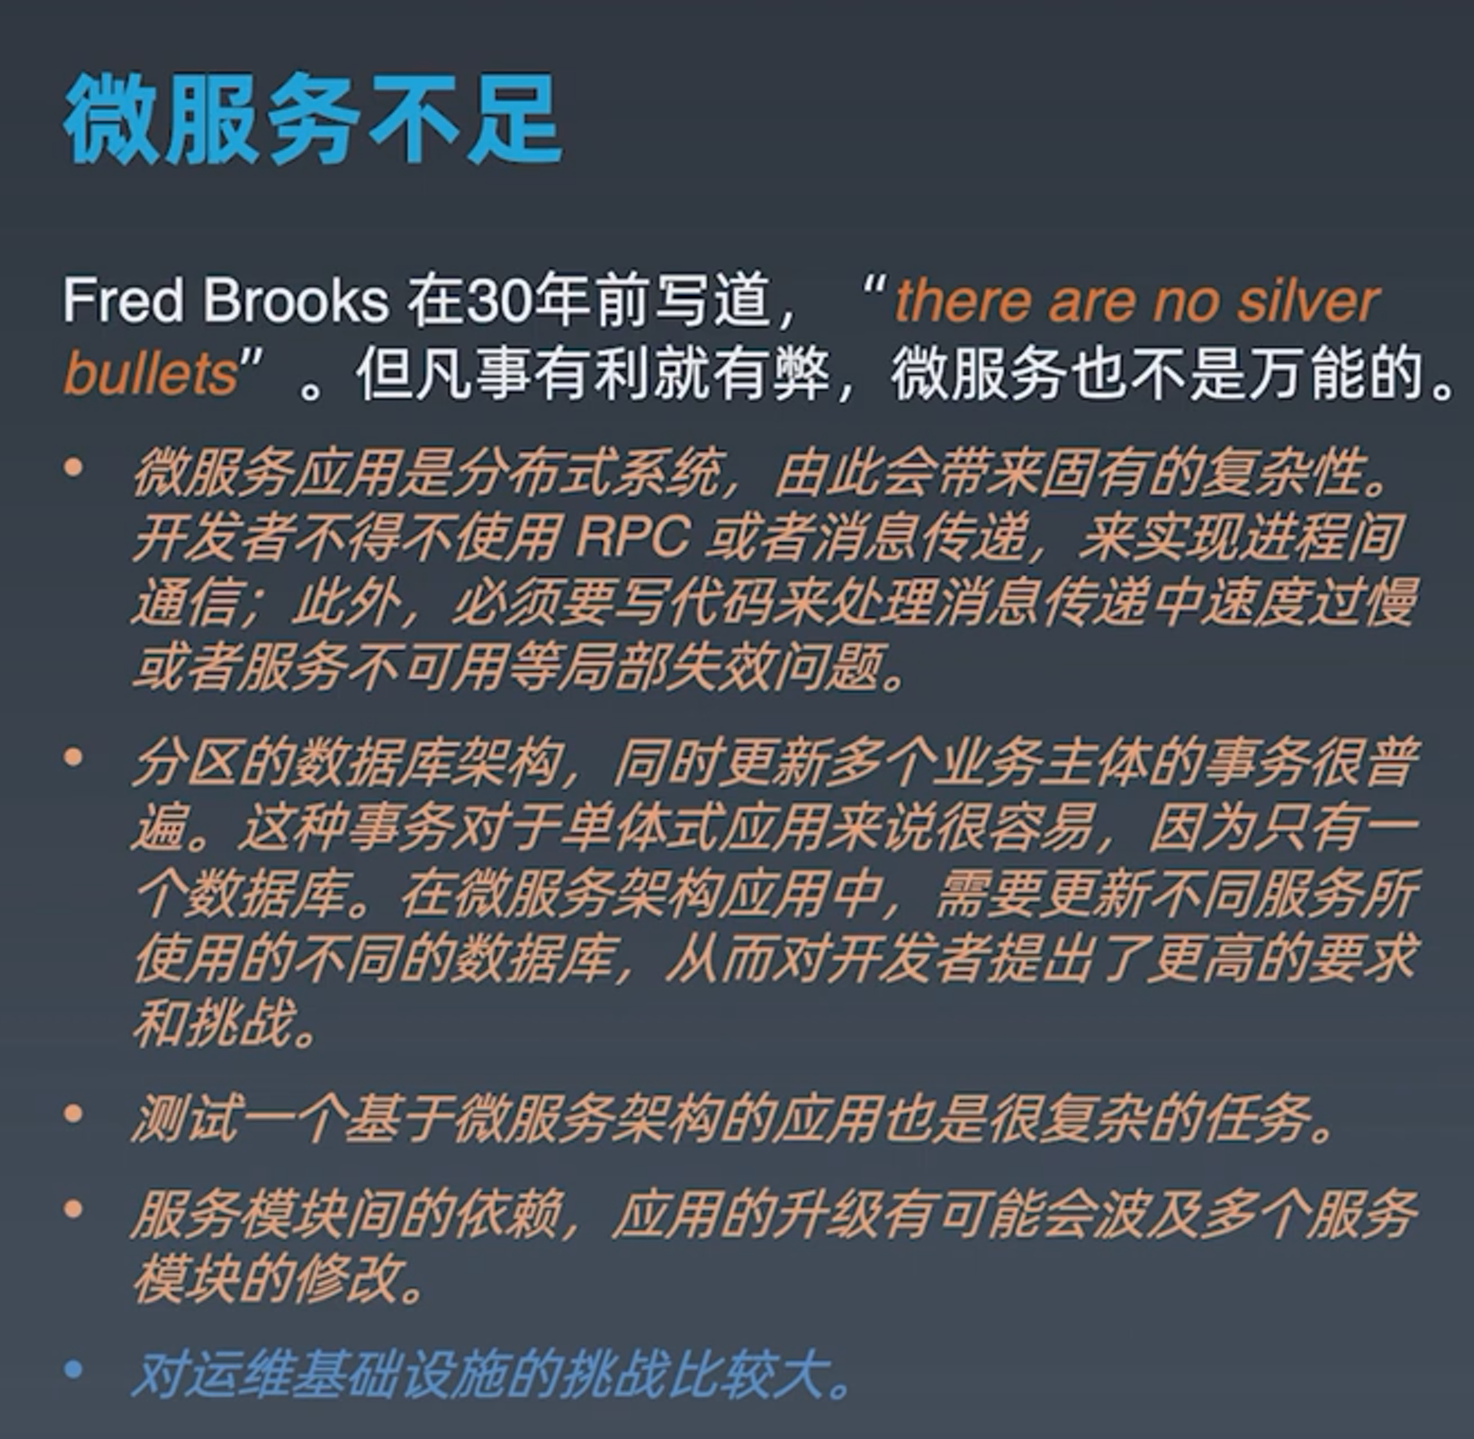 微服务不足
Fred Brooks 在30年前写道，“there are no silver
bullets”。但凡事有利就有弊，微服务也不是万能的。
• 微服务应用是分布式系统，由此会带来固有的复杂性。
开发者不得不使用 RPC 或者消息传递，来实现进程间
通信；此外，必须要写代码来处理消息传递中速度过慢
或者服务不可用等局部失效问题。
• 分区的数据库架构，同时更新多个业务主体的事务很普
遍。这种事务对于单体式应用来说很容易，因为只有一
个数据库。在微服务架构应用中，需要更新不同服务所
使用的不同的数据库，从而对开发者提出了更高的要求
和挑战。
• 测试一个基于微服务架构的应用也是很复杂的任务。
• 服务模块间的依赖，应用的升级有可能会波及多个服务
模块的修改。
• 对运维基础设施的挑战比较大。